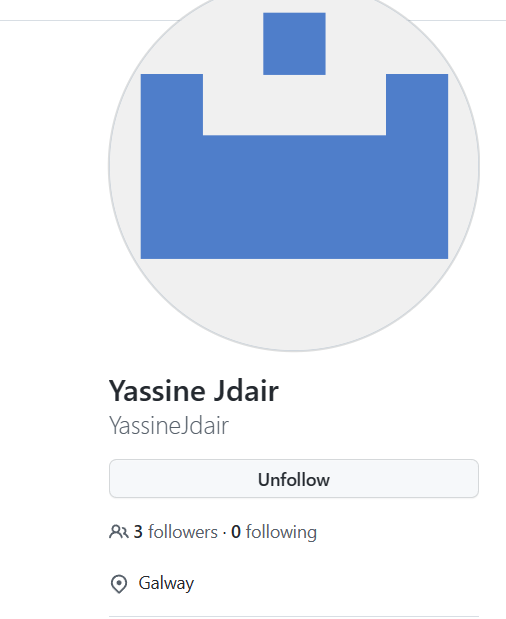 Yassine Jdair
YassineJdair
Unfollow
3 followers · 0 following
Galway